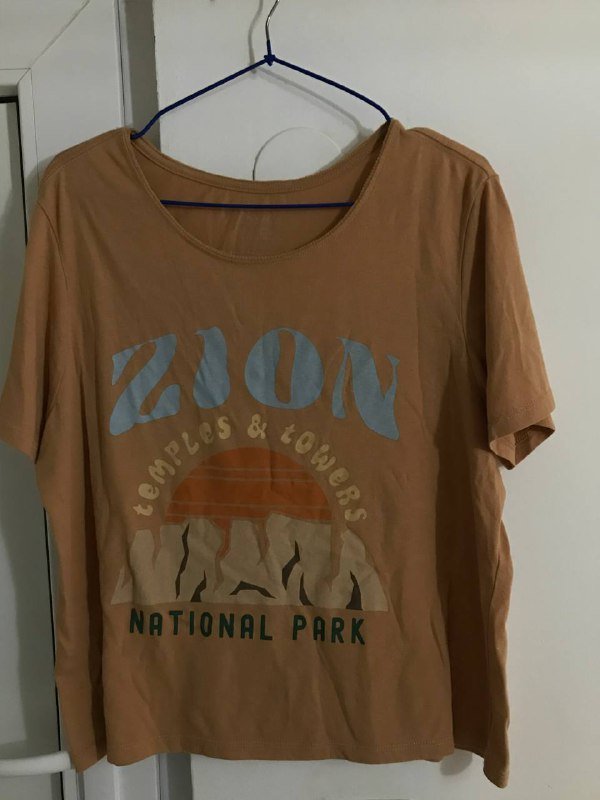 ZION
temples & towers
NATIONAL PARK